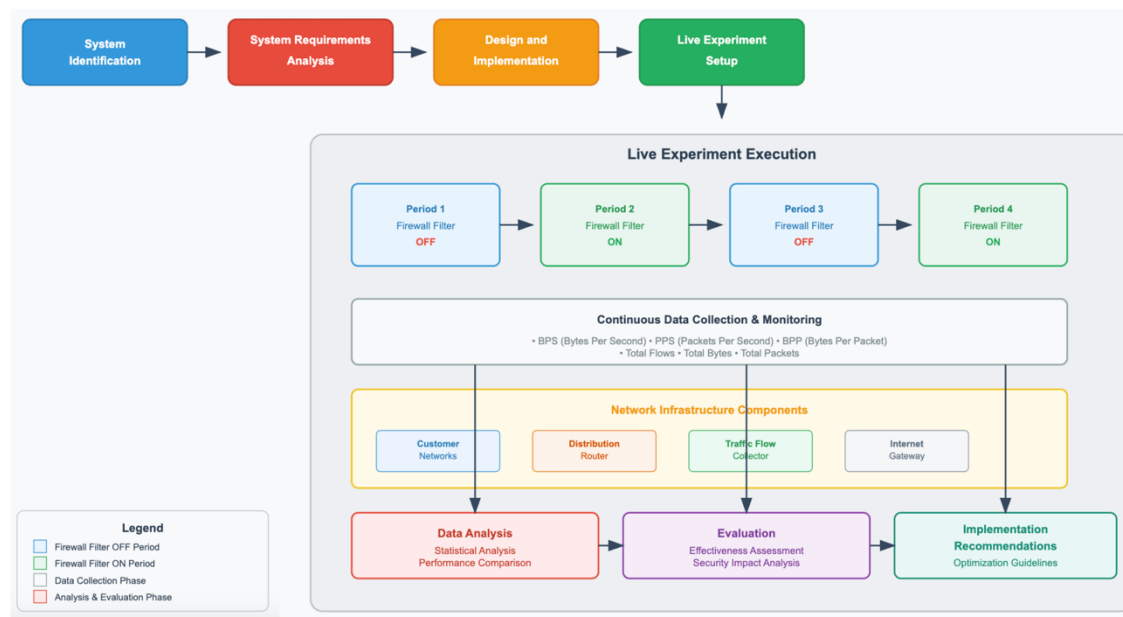 System
Identification
System Requirements
Analysis
Design and
Implementation
Live Experiment
Setup
Live Experiment Execution
Period 1
Firewall Filter
OFF
Period 2
Firewall Filter
ON
Period 3
Firewall Filter
OFF
Period 4
Firewall Filter
ON
Continuous Data Collection & Monitoring
• BPS (Bytes Per Second) • PPS (Packets Per Second) • BPP (Bytes Per Packet)
• Total Flows • Total Bytes • Total Packets
Network Infrastructure Components
Customer
Networks
Distribution
Router
Traffic Flow
Collector
Internet
Gateway
Data Analysis
Statistical Analysis
Performance Comparison
Evaluation
Effectiveness Assessment
Security Impact Analysis
Implementation
Recommendations
Optimization Guidelines
Legend
Firewall Filter OFF Period
Firewall Filter ON Period
Data Collection Phase
Analysis & Evaluation Phase